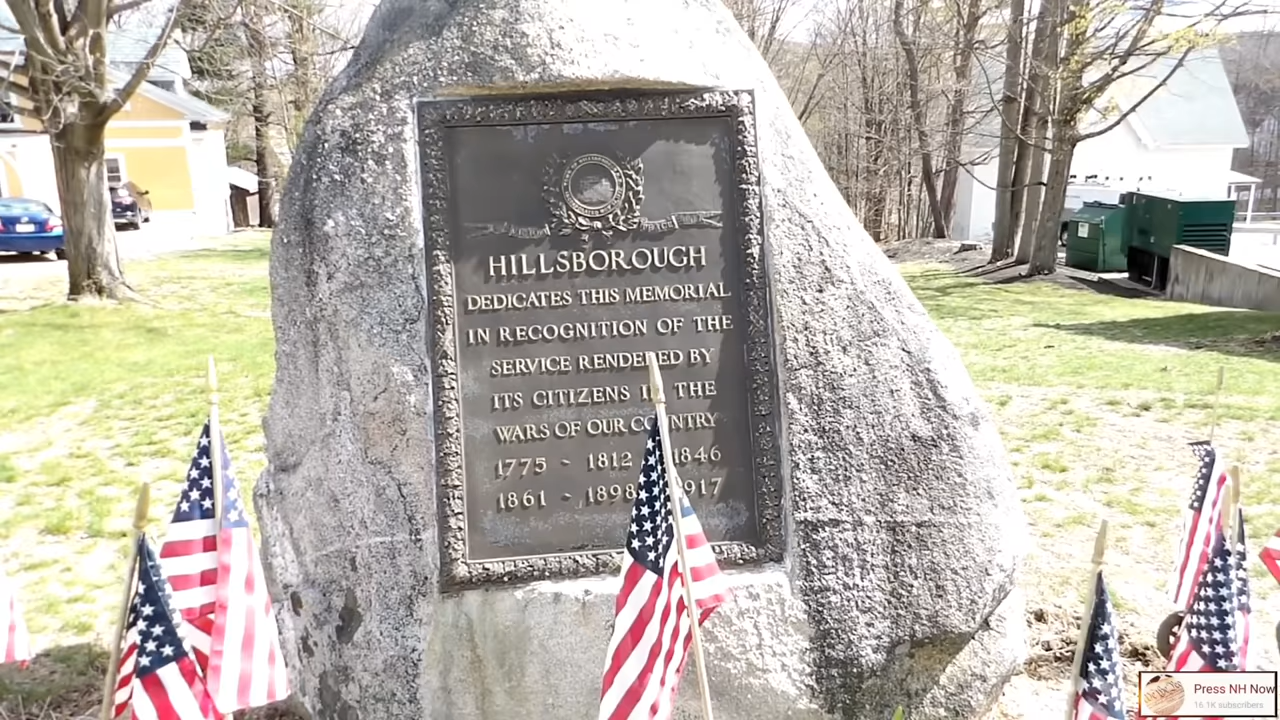 HILLSBOROUGH
DEDICATES THIS MEMORIAL
IN RECOGNITION OF THE
SERVICE RENDERED BY
ITS CITIZENS IN THE
WARS OF OUR COUNTRY
1775 - 1812 1846
1861 - 1898 917
Press NH Now
16.1K subscribers